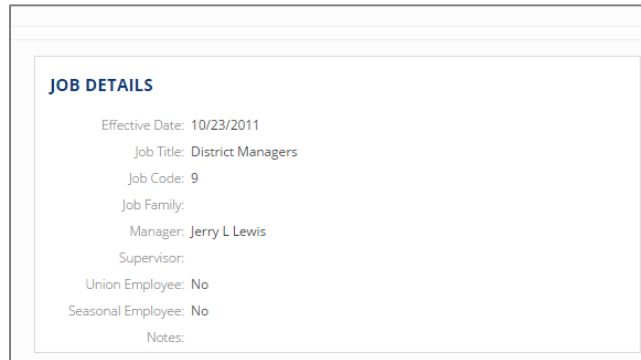 JOB DETAILS
Effective Date: 10/23/2011
Job Title: District Managers
Job Code: 9
Job Family:
Manager: Jerry L Lewis
Supervisor:
Union Employee: No
Seasonal Employee: No
Notes: